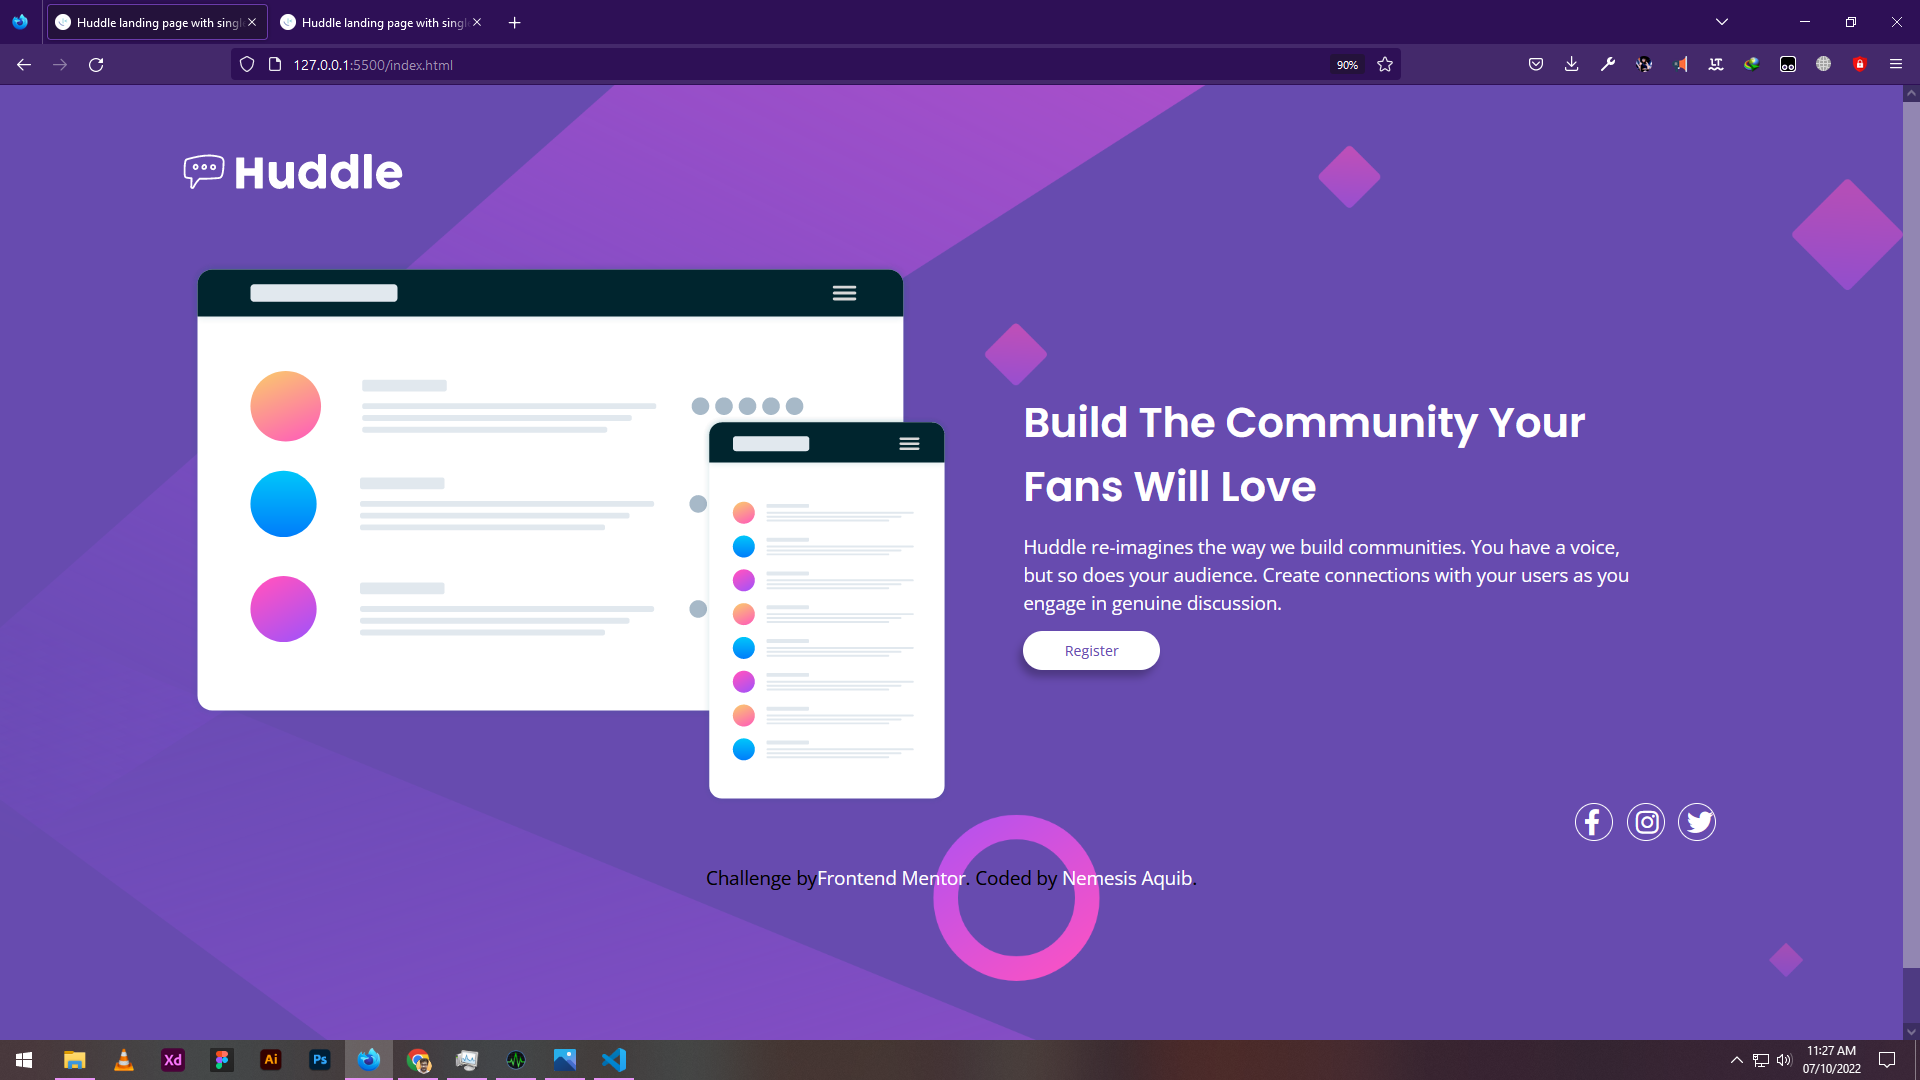 Huddle landing page with singl
Huddle landing page with singl
127.0.0.1:5500/index.html
90%
Huddle
Build The Community Your
Fans Will Love
Huddle re-imagines the way we build communities. You have a voice,
but so does your audience. Create connections with your users as you
engage in genuine discussion.
Register
Challenge byFrontend Mentor. Coded by Nemesis Aquib.
Xd
Ai
Ps
11:27 AM
07/10/2022